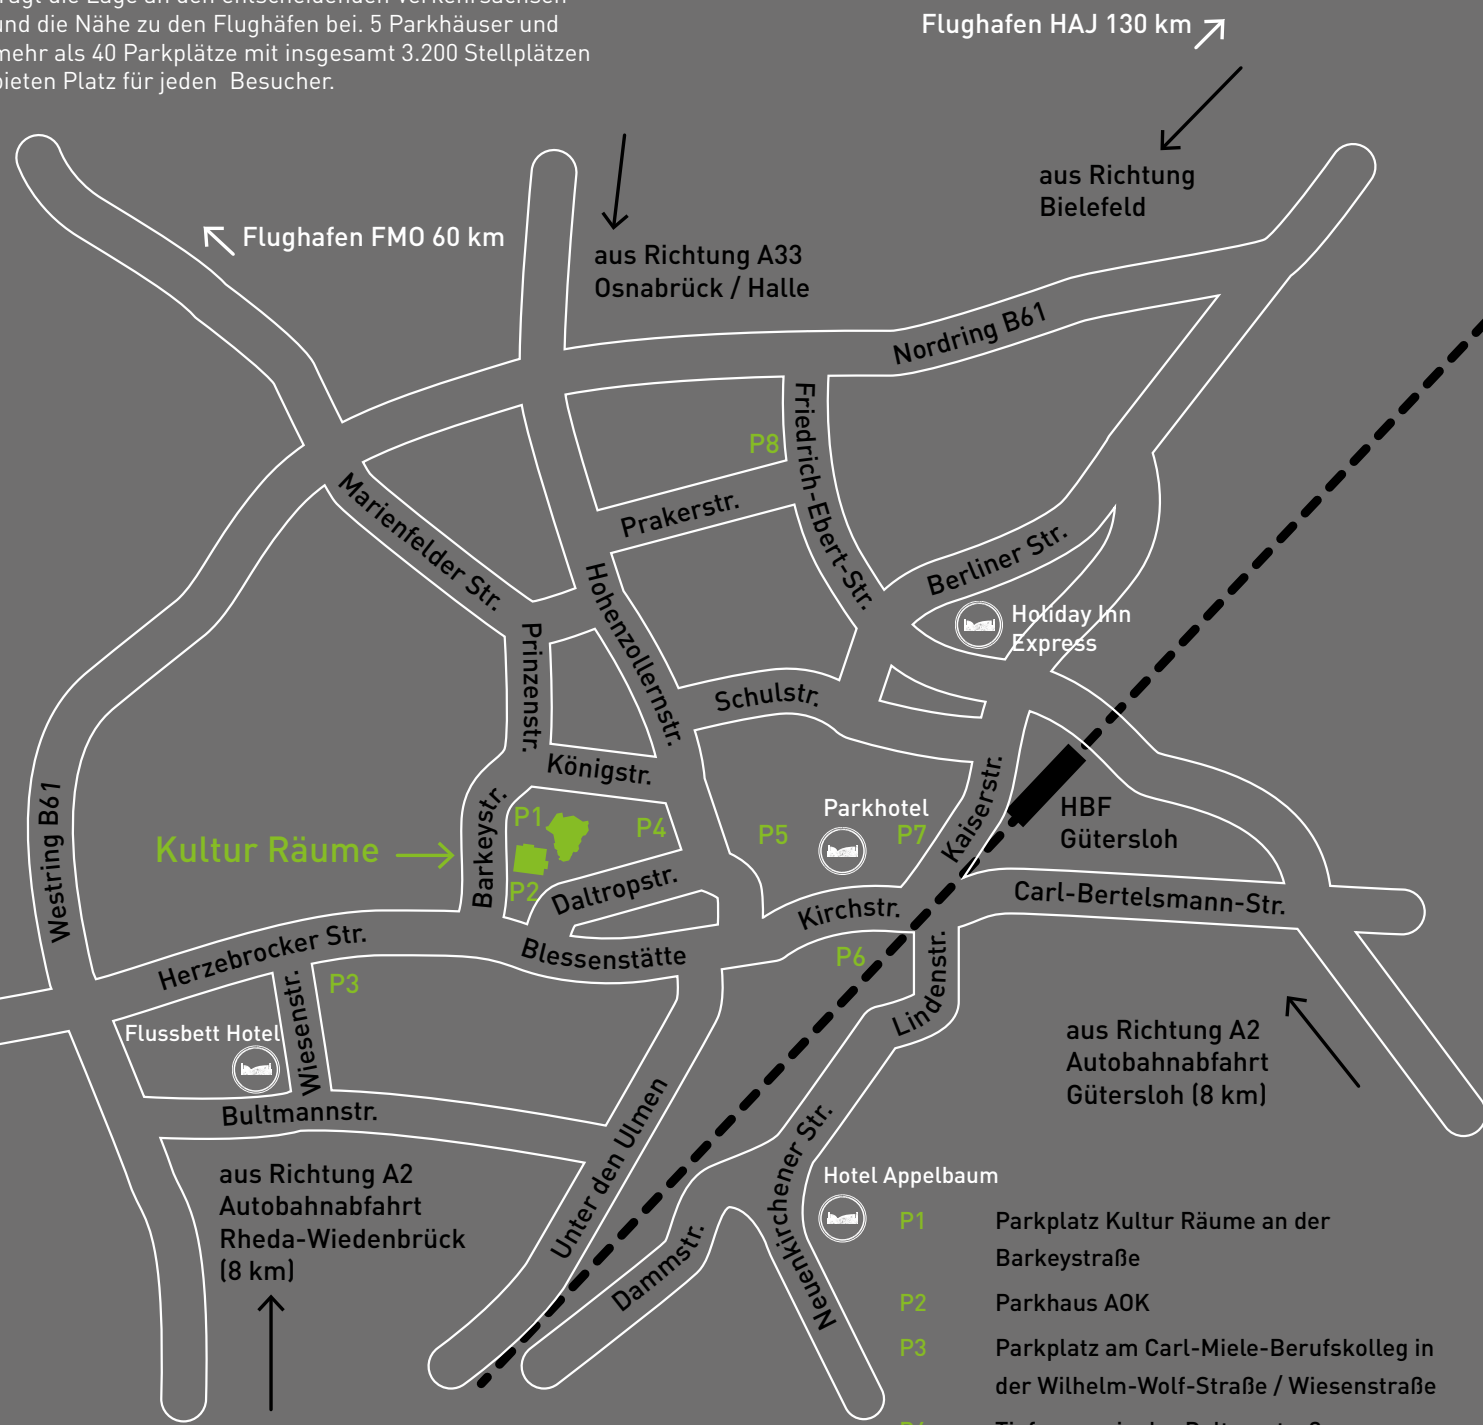 und die Nähe zu den Flughäfen bei. 5 Parkhäuser und
mehr als 40 Parkplätze mit insgesamt 3.200 Stellplätzen
bieten Platz für jeden Besucher.
Flughafen HAJ 130 km
aus Richtung
Bielefeld
Flughafen FMO 60 km
aus Richtung A33
Osnabrück / Halle
Nordring B61
Friedrich-Ebert-Str.
P8
Prakerstr.
Marienfelder Str.
Hohenzollernstr.
Berliner Str.
Holiday Inn
Express
Prinzenstr.
Schulstr.
Königstr.
Westring B61
Kultur Räume
Barkeystr.
P1
P4
P2
Daltropstr.
P5
Parkhotel
P7
Kaiserstr.
HBF
Gütersloh
Carl-Bertelsmann-Str.
Kirchstr.
Herzebrocker Str.
Blessenstätte
P6
Lindenstr.
P3
Wiesenstr.
Flussbett Hotel
Bultmannstr.
aus Richtung A2
Autobahnabfahrt
Gütersloh (8 km)
aus Richtung A2
Autobahnabfahrt
Rheda-Wiedenbrück
(8 km)
Unter den Ulmen
Dammstr.
Neuenkirchener Str.
Hotel Appelbaum
P1 Parkplatz Kultur Räume an der
Barkeystraße
P2 Parkhaus AOK
P3 Parkplatz am Carl-Miele-Berufskolleg in
der Wilhelm-Wolf-Straße / Wiesenstraße